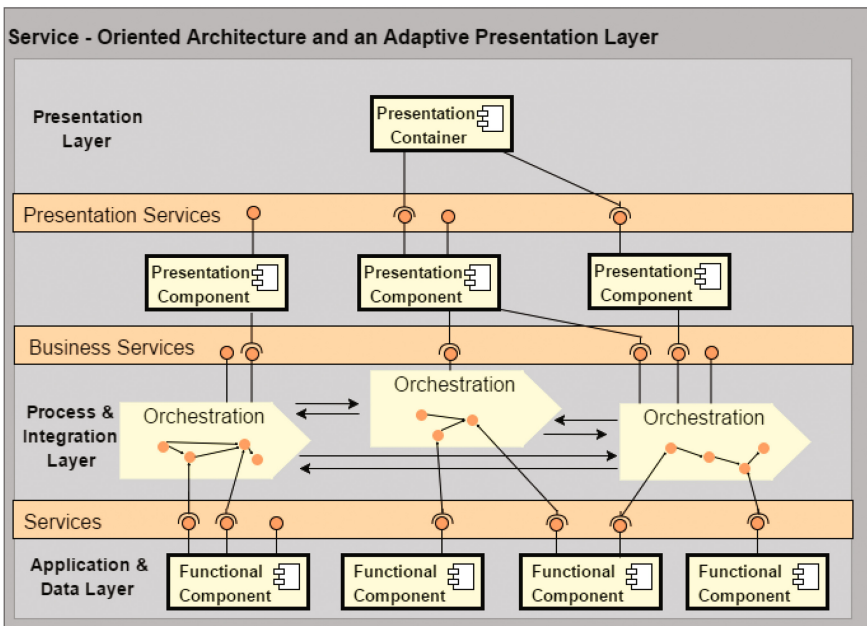 Service - Oriented Architecture and an Adaptive Presentation Layer
Presentation
Layer
Presentation
Container
Presentation Services
Presentation
Component
Presentation
Component
Presentation
Component
Business Services
Process &
Integration
Layer
Orchestration
Orchestration
Orchestration
Services
Application &
Data Layer
Functional
Component
Functional
Component
Functional
Component
Functional
Component